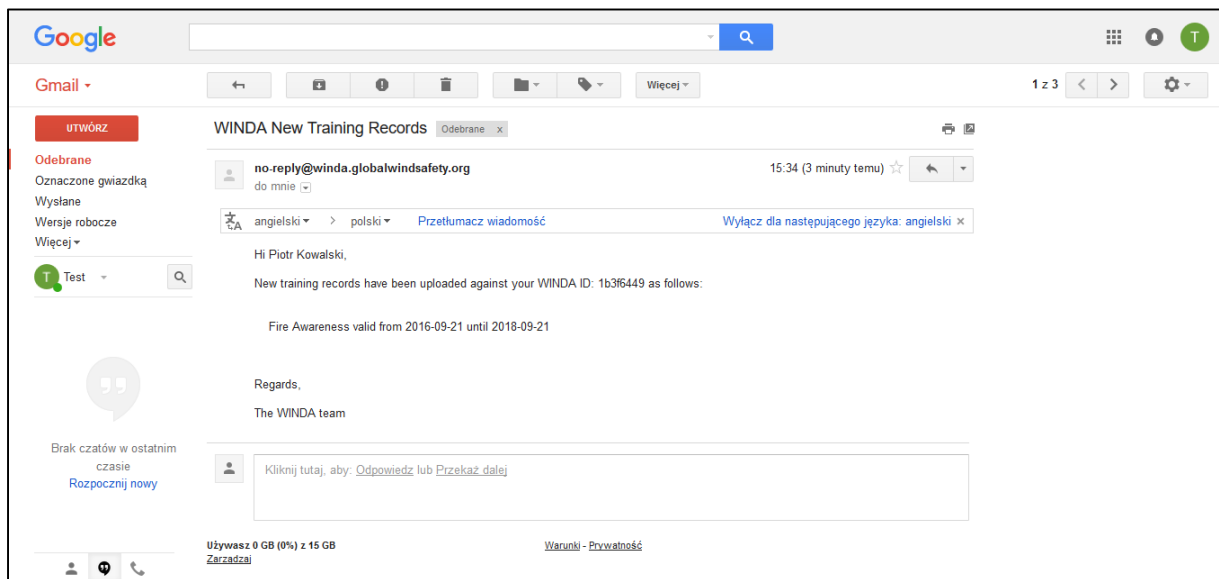 Google
T
Gmail
Więcej
1 z 3
UTWÓRZ
Odebrane
Oznaczone gwiazdką
Wysłane
Wersje robocze
Więcej
T Test
Brak czatów w ostatnim
czasie
Rozpocznij nowy
WINDA New Training Records Odebrane x
no-reply@winda.globalwindsafety.org 15:34 (3 minuty temu)
do mnie
angielski > polski Przetłumacz wiadomość Wyłącz dla następującego języka: angielski ×
Hi Piotr Kowalski,
New training records have been uploaded against your WINDA ID: 1b3f6449 as follows:
Fire Awareness valid from 2016-09-21 until 2018-09-21
Regards,
The WINDA team
Kliknij tutaj, aby: Odpowiedz lub Przekaż dalej
Używasz 0 GB (0%) z 15 GB Warunki - Prywatność
Zarzadzaj